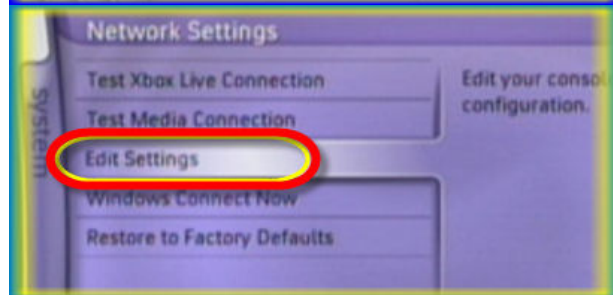 Network Settings
System
Test Xbox Live Connection
Edit your conso
configuration.
Test Media Connection
Edit Settings
Windows Connect Now
Restore to Factory Defaults